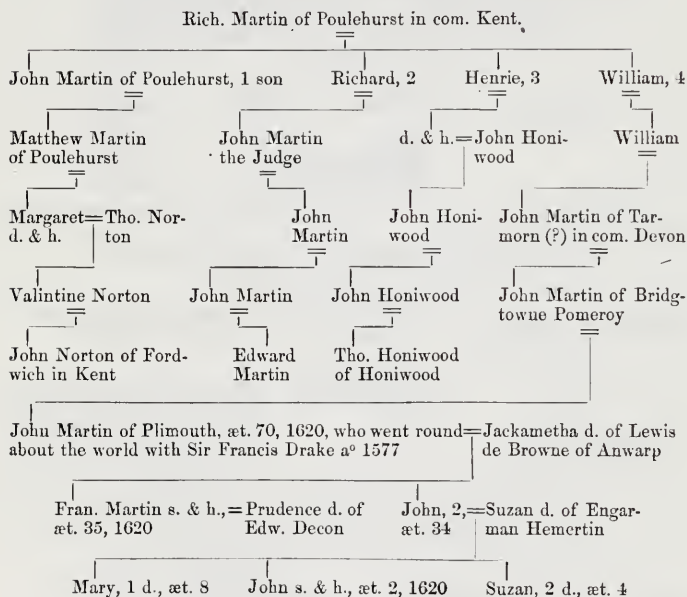 Rich. Martin of Poulehurst in com. Kent.
John Martin of Poulehurst, 1 son Richard, 2 Henrie, 3 William, 4
Matthew Martin John Martin d. & h.=John Honi- William
of Poulehurst the Judge wood
Margaret=Tho. Nor- John John Honi- John Martin of Tar-
d. & h. ton Martin wood morn (?) in com. Devon
Valintine Norton John Martin John Honiwood John Martin of Bridg-
towne Pomeroy
John Norton of Ford- Edward Tho. Honiwood
wich in Kent Martin of Honiwood
John Martin of Plimouth, æt. 70, 1620, who went round=Jackametha d. of Lewis
about the world with Sir Francis Drake aº 1577 de Browne of Anwarp
Fran. Martin s. & h.,=Prudence d. of John, 2,=Suzan d. of Engar-
æt. 35, 1620 Edw. Decon æt. 34 man Hemertin
Mary, 1 d., æt. 8 John s. & h., æt. 2, 1620 Suzan, 2 d., æt. 4